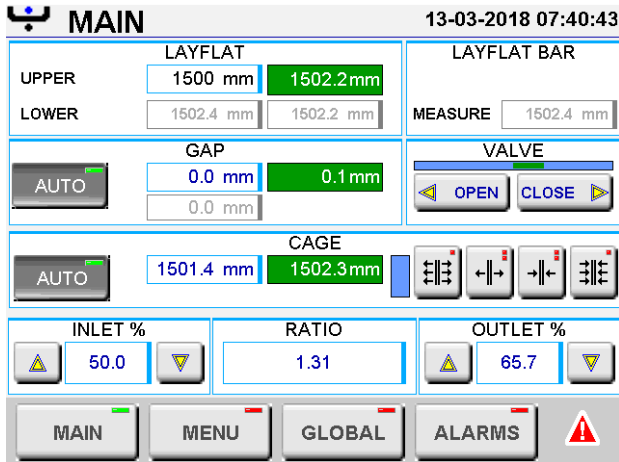 MAIN 13-03-2018 07:40:43
LAYFLAT
UPPER 1500 mm 1502.2mm
LOWER 1502.4 mm 1502.2 mm
LAYFLAT BAR
MEASURE 1502.4 mm
GAP
AUTO 0.0 mm 0.1mm
0.0 mm
VALVE
OPEN CLOSE
CAGE
AUTO 1501.4 mm 1502.3mm
INLET % RATIO OUTLET %
50.0 1.31 65.7
MAIN MENU GLOBAL ALARMS